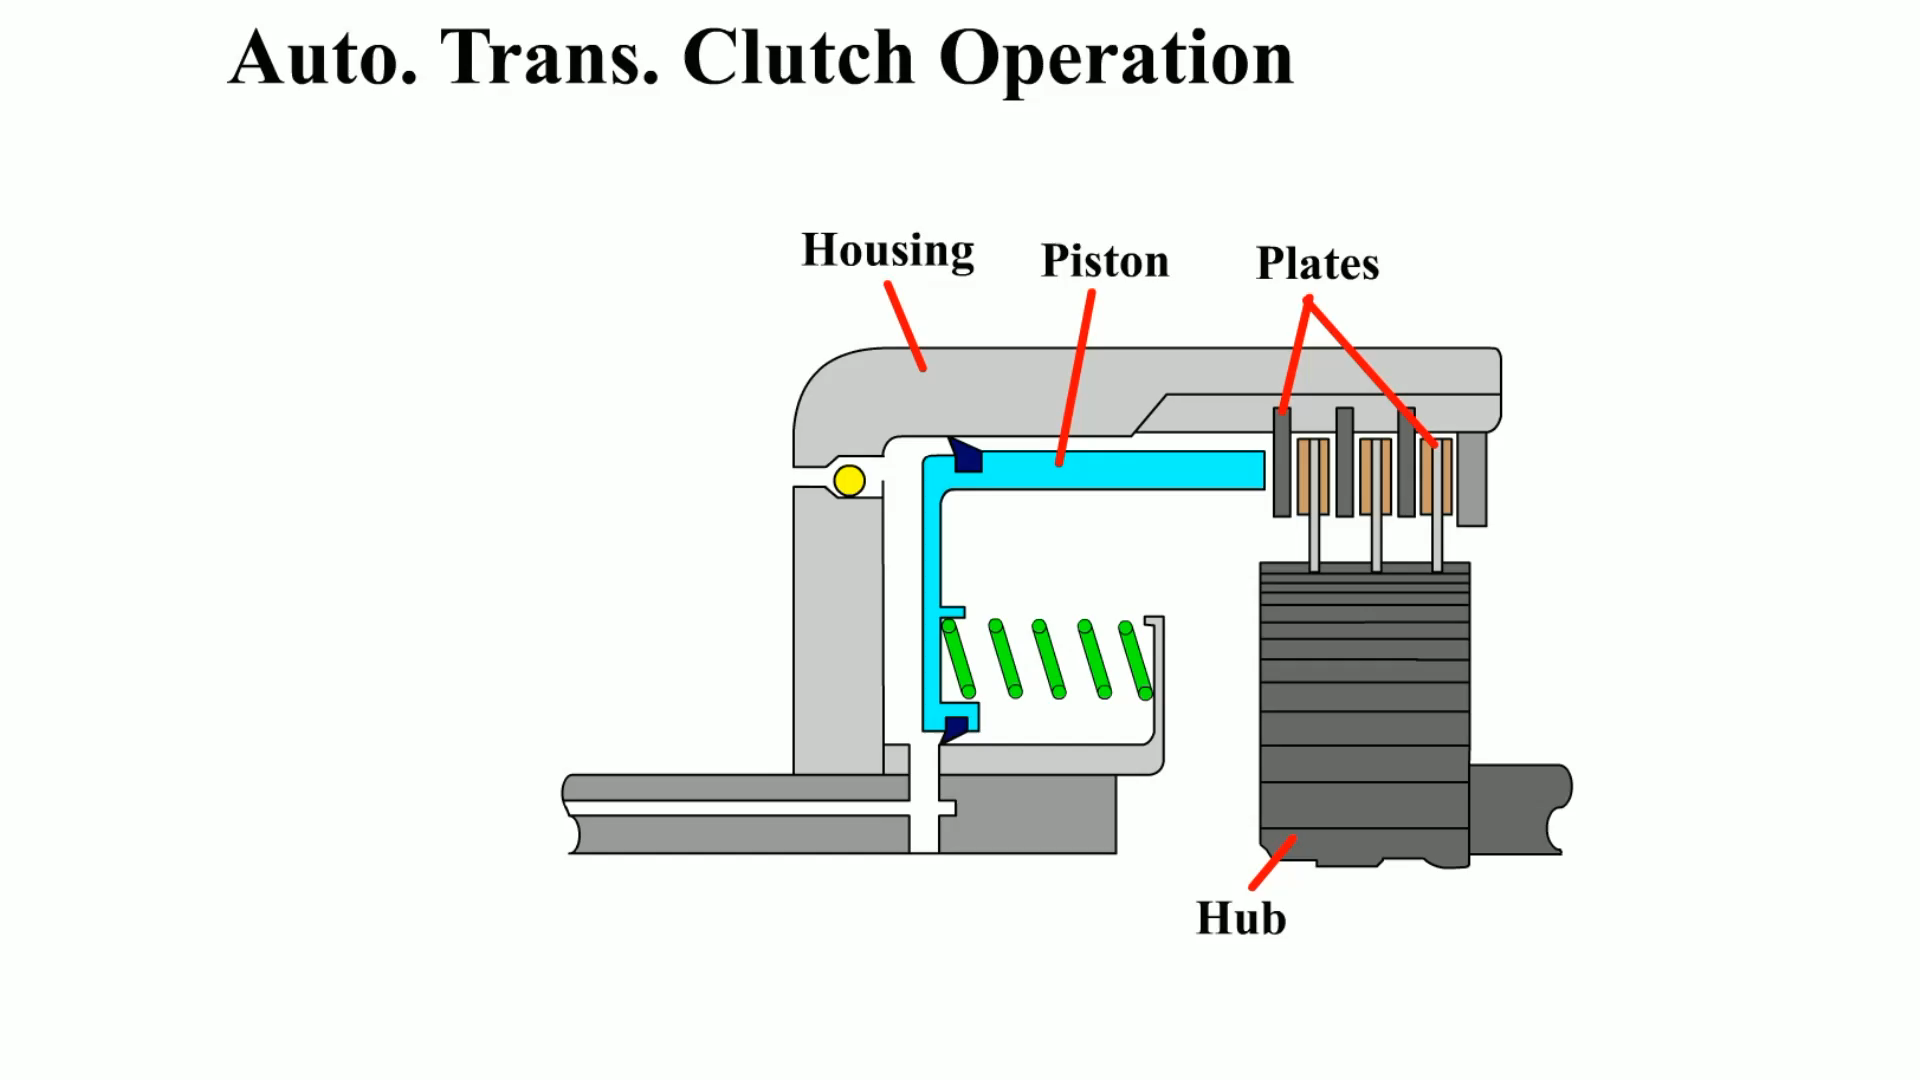 Auto. Trans. Clutch Operation
Housing
Piston
Plates
Hub